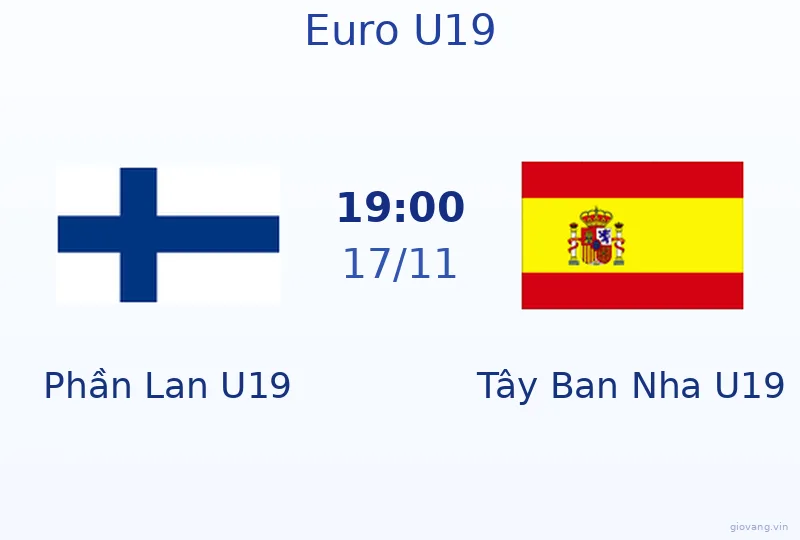 Euro U19
19:00
17/11
Phần Lan U19
Tây Ban Nha U19
giovang.vin